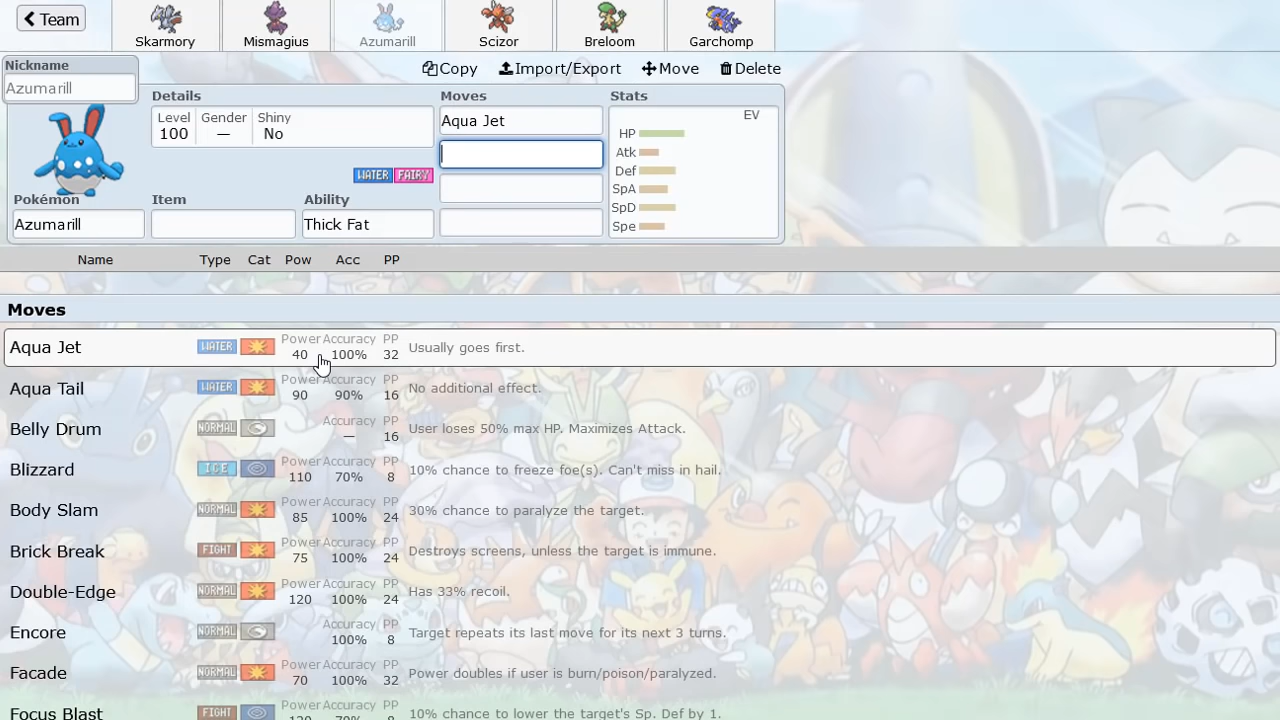 Team
Skarmory
Mismagius
Azumarill
Scizor
Breloom
Garchomp
Nickname
Azumarill
Copy
Import/Export
Move
Delete
Details
Moves
Stats
Level Gender Shiny
100 — No
Aqua Jet
EV
HP
Atk
Def
SpA
SpD
Spe
WATER FAIRY
Pokémon Item Ability
Azumarill Thick Fat
Name Type Cat Pow Acc PP
Moves
Aqua Jet WATER Power 40 Accuracy 100% PP 32 Usually goes first.
Aqua Tail WATER Power 90 Accuracy 90% PP 16 No additional effect.
Belly Drum NORMAL Accuracy — PP 16 User loses 50% max HP. Maximizes Attack.
Blizzard ICE Power 110 Accuracy 70% PP 8 10% chance to freeze foe(s). Can't miss in hail.
Body Slam NORMAL Power 85 Accuracy 100% PP 24 30% chance to paralyze the target.
Brick Break FIGHT Power 75 Accuracy 100% PP 24 Destroys screens, unless the target is immune.
Double-Edge NORMAL Power 120 Accuracy 100% PP 24 Has 33% recoil.
Encore NORMAL Accuracy 100% PP 8 Target repeats its last move for its next 3 turns.
Facade NORMAL Power 70 Accuracy 100% PP 32 Power doubles if user is burn/poison/paralyzed.
Focus Blast FIGHT Power 120 Accuracy 70% PP 8 10% chance to lower the target's Sp. Def by 1.